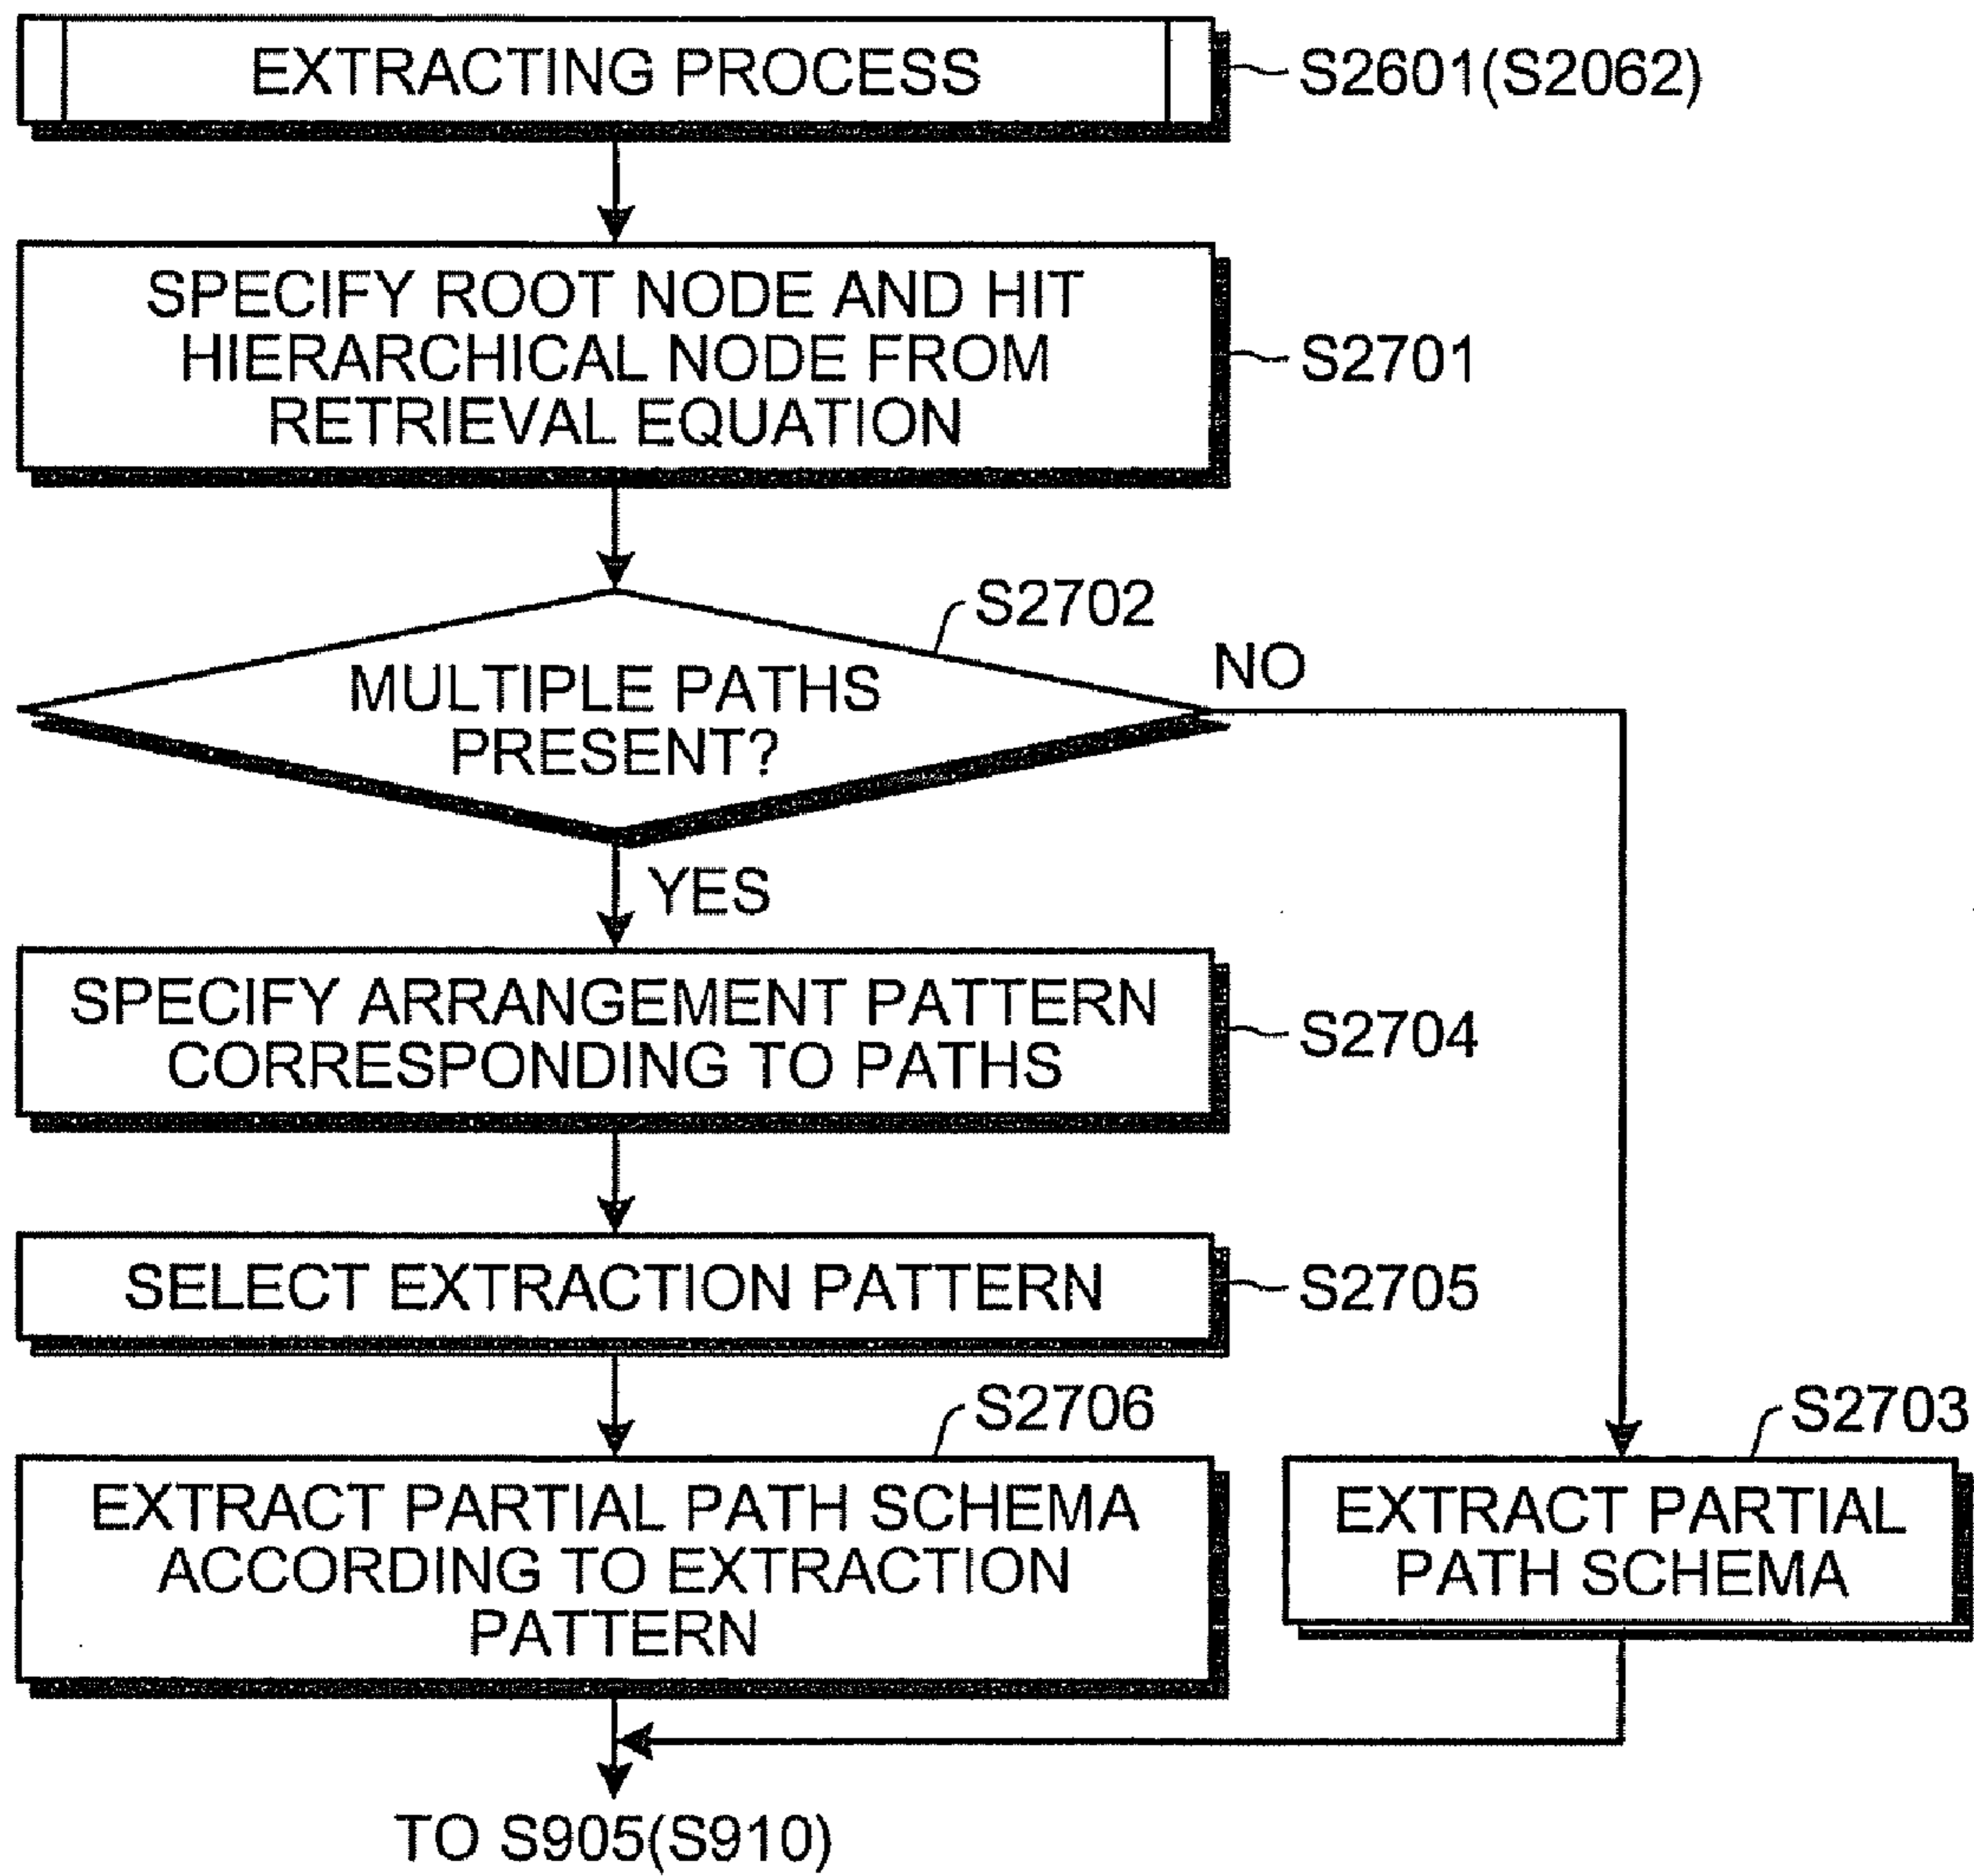 EXTRACTING PROCESS
S2601(S2062)
SPECIFY ROOT NODE AND HIT
HIERARCHICAL NODE FROM
RETRIEVAL EQUATION
S2701
S2702
MULTIPLE PATHS
PRESENT?
NO
YES
SPECIFY ARRANGEMENT PATTERN
CORRESPONDING TO PATHS
S2704
SELECT EXTRACTION PATTERN
S2705
S2706
EXTRACT PARTIAL PATH SCHEMA
ACCORDING TO EXTRACTION
PATTERN
S2703
EXTRACT PARTIAL
PATH SCHEMA
TO S905(S910)